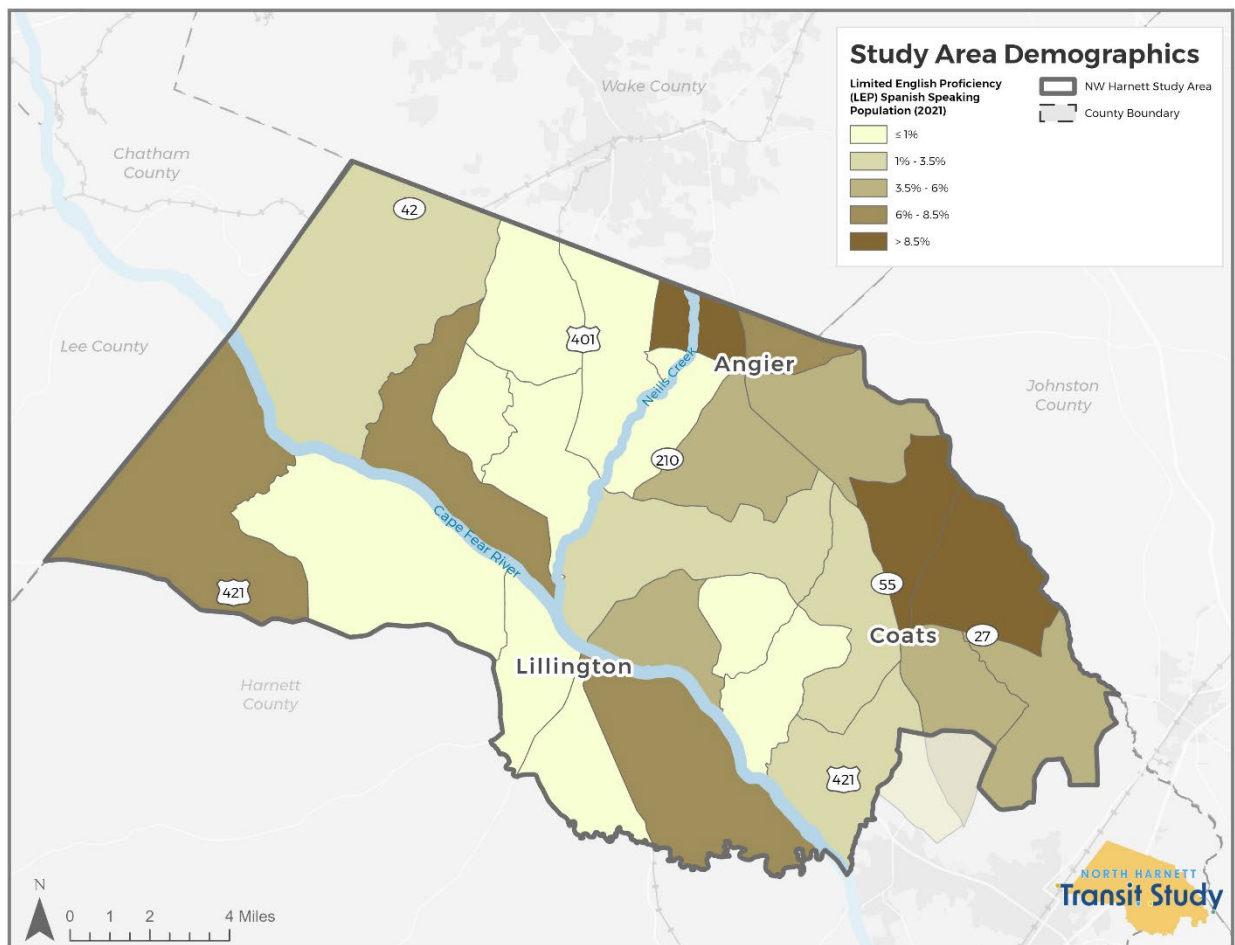 Study Area Demographics
Limited English Proficiency
(LEP) Spanish Speaking
Population (2021)
≤ 1%
1% - 3.5%
3.5% - 6%
6% - 8.5%
> 8.5%
NW Harnett Study Area
County Boundary
Wake County
Chatham
County
42
Lee County
401
Angier
Neills Creek
Johnston
County
210
Cape Fear River
421
55
Coats
27
Lillington
Harnett
County
421
N
0 1 2 4 Miles
NORTH HARNETT
Transit Study